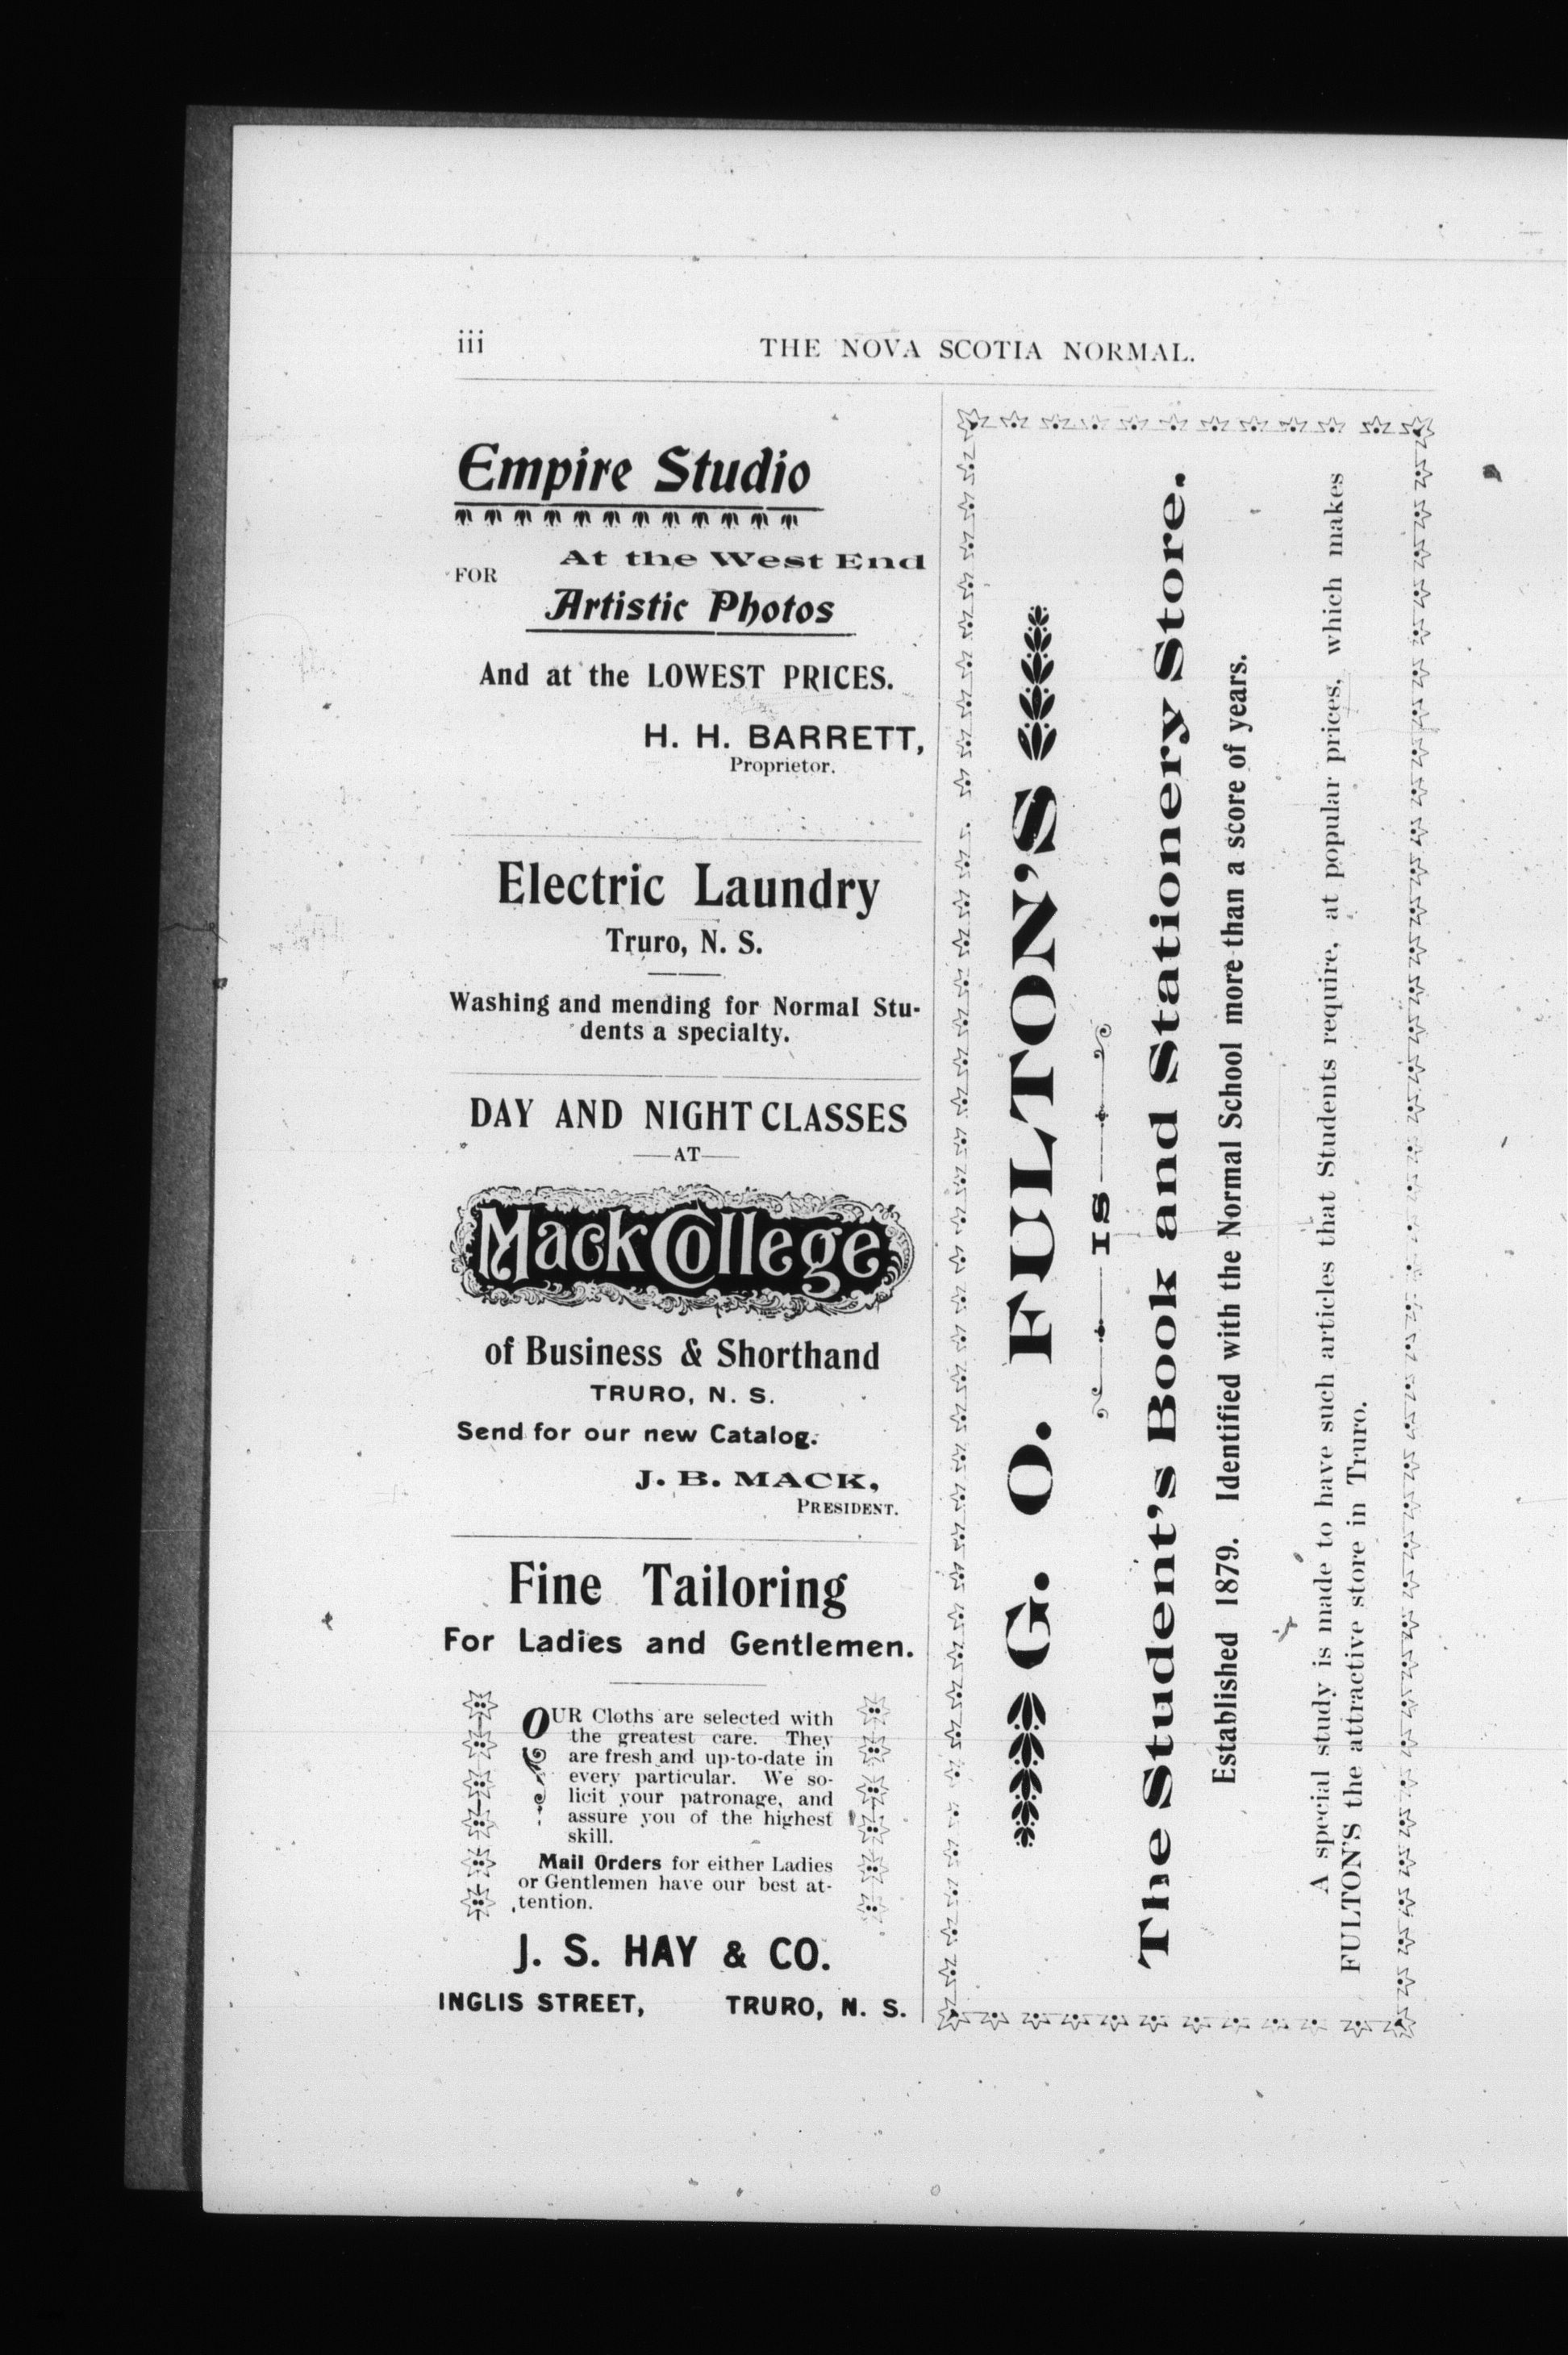 iii
THE NOVA SCOTIA NORMAL.
Empire Studio
At the West End
FOR
Artistic Photos
And at the LOWEST PRICES.
H. H. BARRETT,
Proprietor.
Electric Laundry
Truro, N. S.
Washing and mending for Normal Stu-
dents a specialty.
DAY AND NIGHT CLASSES
—AT—
Mack College
of Business & Shorthand
TRURO, N. S.
Send for our new Catalog.
J. B. MACK,
PRESIDENT.
Fine Tailoring
For Ladies and Gentlemen.
OUR Cloths are selected with
the greatest care. They
are fresh and up-to-date in
every particular. We so-
licit your patronage, and
assure you of the highest
skill.
Mail Orders for either Ladies
or Gentlemen have our best at-
tention.
J. S. HAY & CO.
INGLIS STREET, TRURO, N. S.
G. O. FULTON'S
IS
The Student's Book and Stationery Store.
Established 1879. Identified with the Normal School more than a score of years.
A special study is made to have such articles that Students require, at popular prices, which makes
FULTON'S the attractive store in Truro.